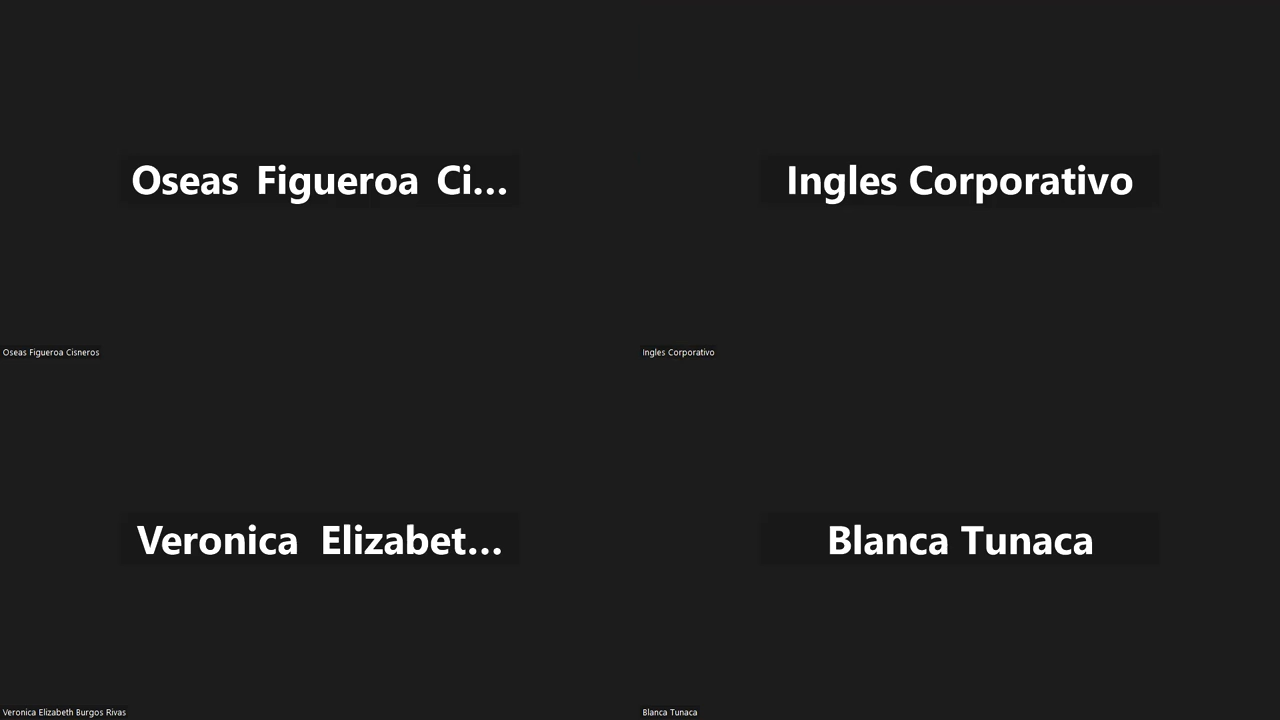 Oseas Figueroa Ci...
Ingles Corporativo
Oseas Figueroa Cisneros
Ingles Corporativo
Veronica Elizabet...
Blanca Tunaca
Veronica Elizabeth Burgos Rivas
Blanca Tunaca